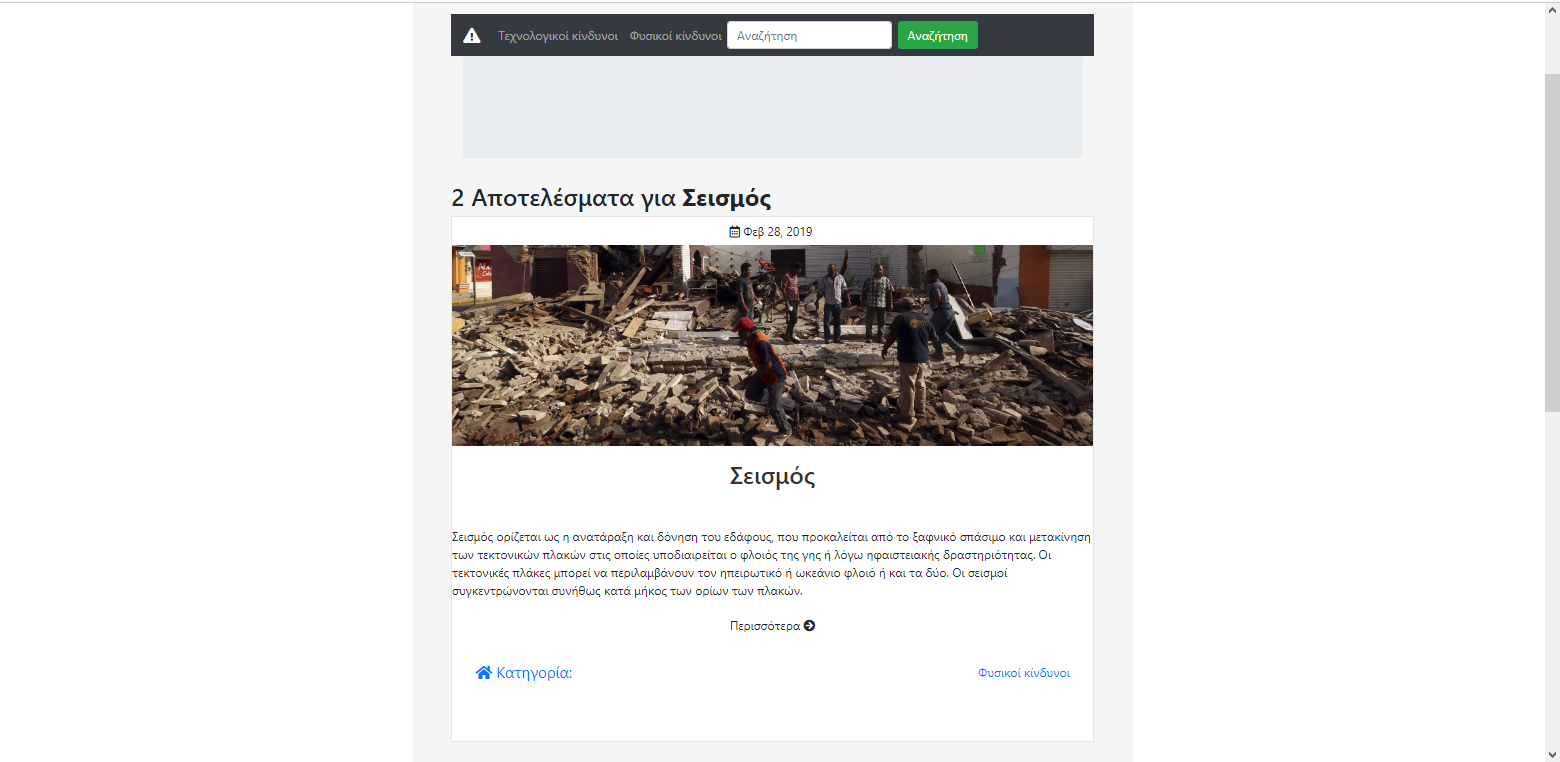 Τεχνολογικοί κίνδυνοι Φυσικοί κίνδυνοι Αναζήτηση Αναζήτηση
2 Αποτελέσματα για Σεισμός
Φεβ 28, 2019
Σεισμός
Σεισμός ορίζεται ως η ανατάραξη και δόνηση του εδάφους, που προκαλείται από το ξαφνικό σπάσιμο και μετακίνηση
των τεκτονικών πλακών στις οποίες υποδιαιρείται ο φλοιός της γης ή λόγω ηφαιστειακής δραστηριότητας. Οι
τεκτονικές πλάκες μπορεί να περιλαμβάνουν τον ηπειρωτικό ή ωκεάνιο φλοιό ή και τα δύο. Οι σεισμοί
συγκεντρώνονται συνήθως κατά μήκος των ορίων των πλακών.
Περισσότερα
Κατηγορία: Φυσικοί κίνδυνοι